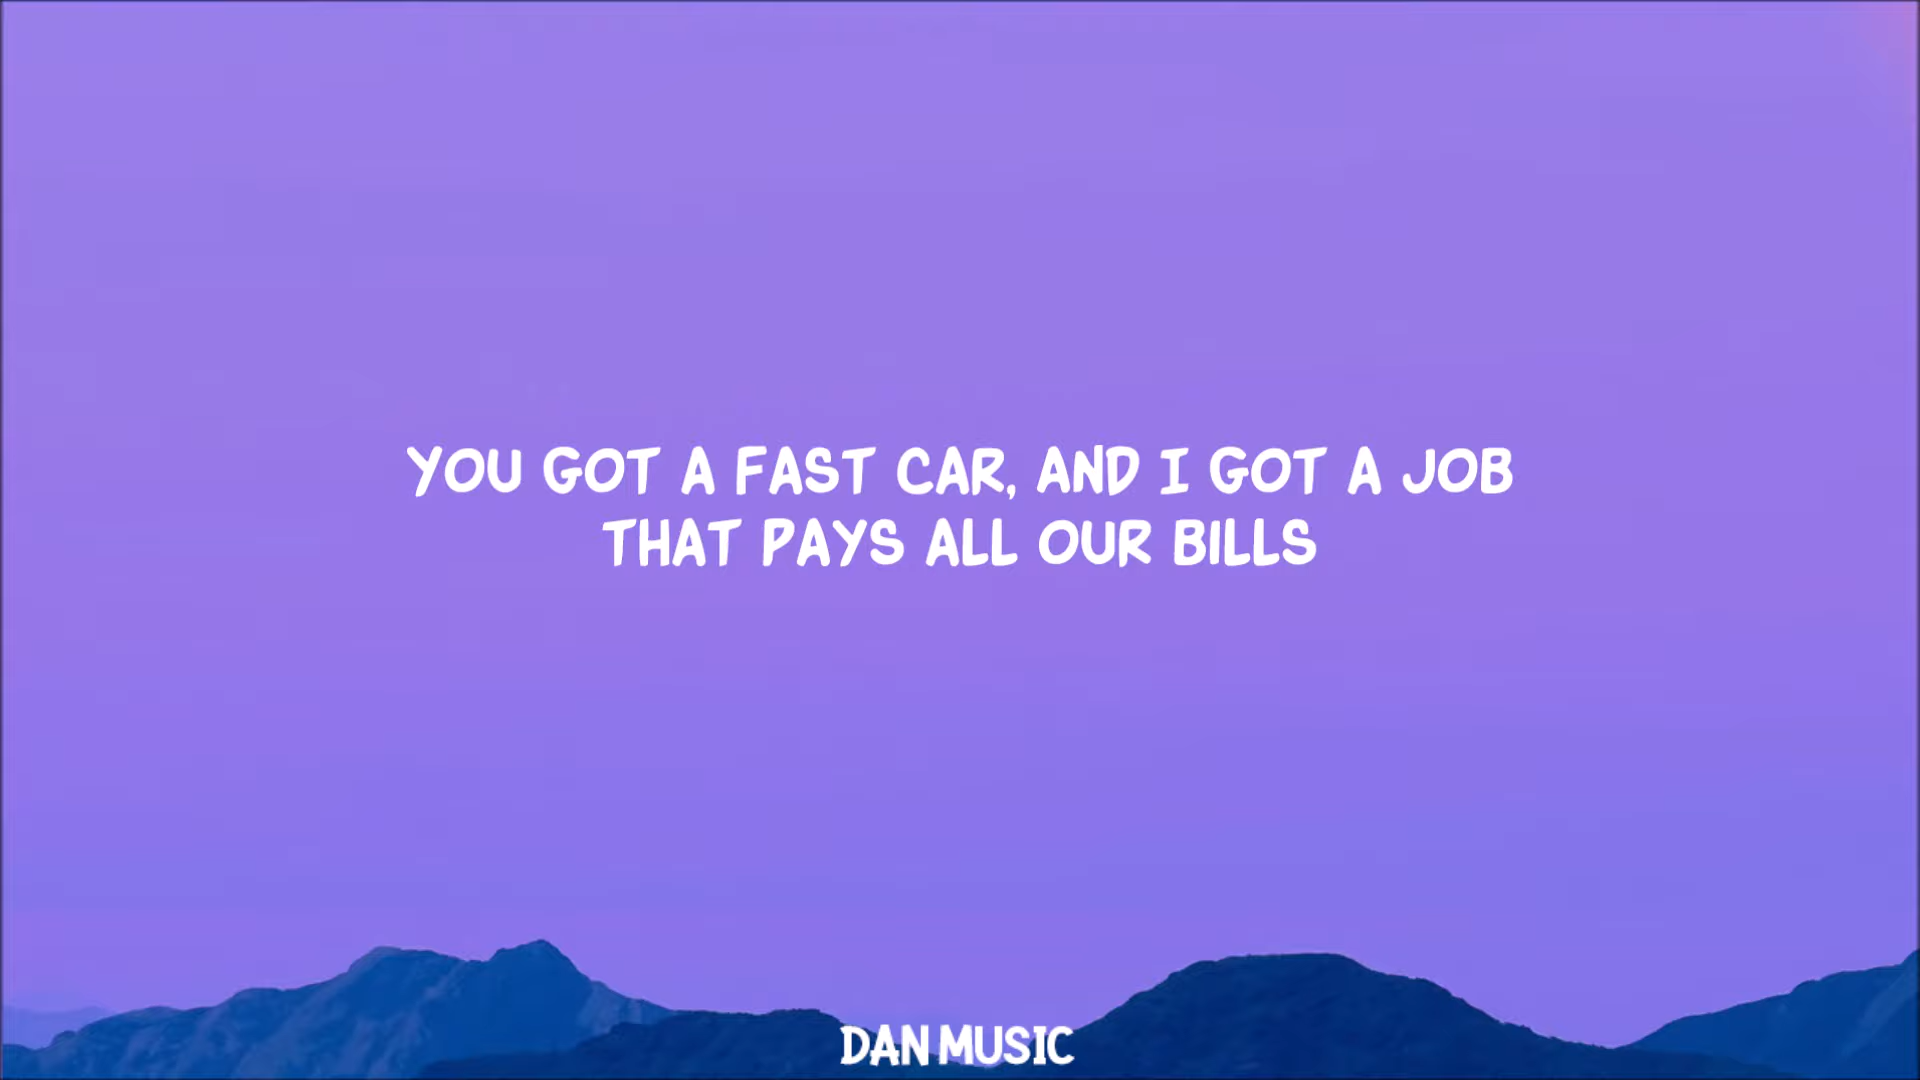 YOU GOT A FAST CAR, AND I GOT A JOB
THAT PAYS ALL OUR BILLS
DAN MUSIC